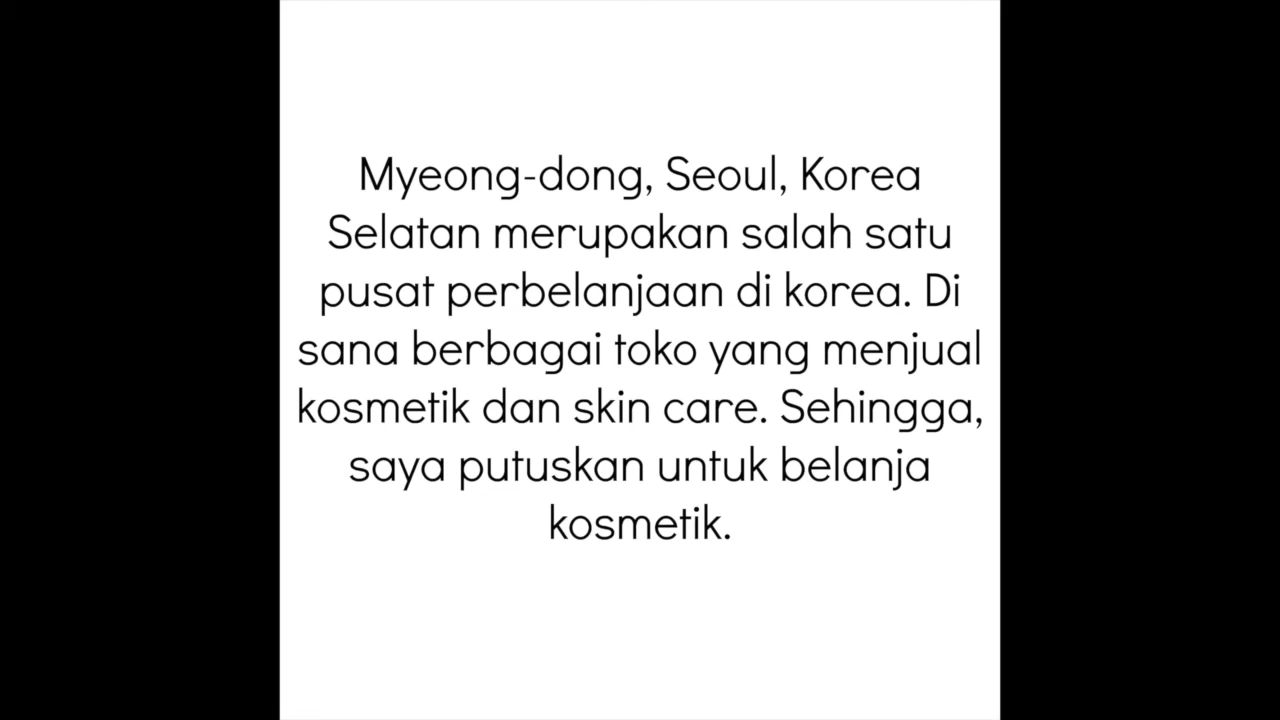 Myeong-dong, Seoul, Korea
Selatan merupakan salah satu
pusat perbelanjaan di korea. Di
sana berbagai toko yang menjual
kosmetik dan skin care. Sehingga,
saya putuskan untuk belanja
kosmetik.